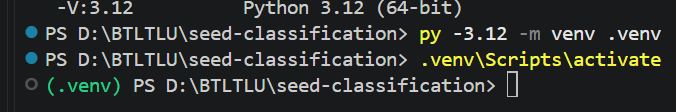 -V:3.12 Python 3.12 (64-bit)
PS D:\BTLTLU\seed-classification> py -3.12 -m venv .venv
PS D:\BTLTLU\seed-classification> .venv\Scripts\activate
(.venv) PS D:\BTLTLU\seed-classification>